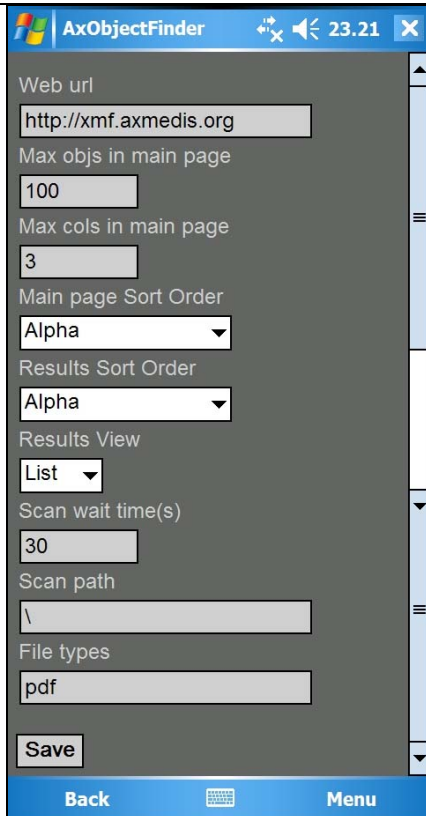 AxObjectFinder 23.21
Web url
http://xmf.axmedis.org
Max objs in main page
100
Max cols in main page
3
Main page Sort Order
Alpha
Results Sort Order
Alpha
Results View
List
Scan wait time(s)
30
Scan path
\
File types
pdf
Save
Back Menu